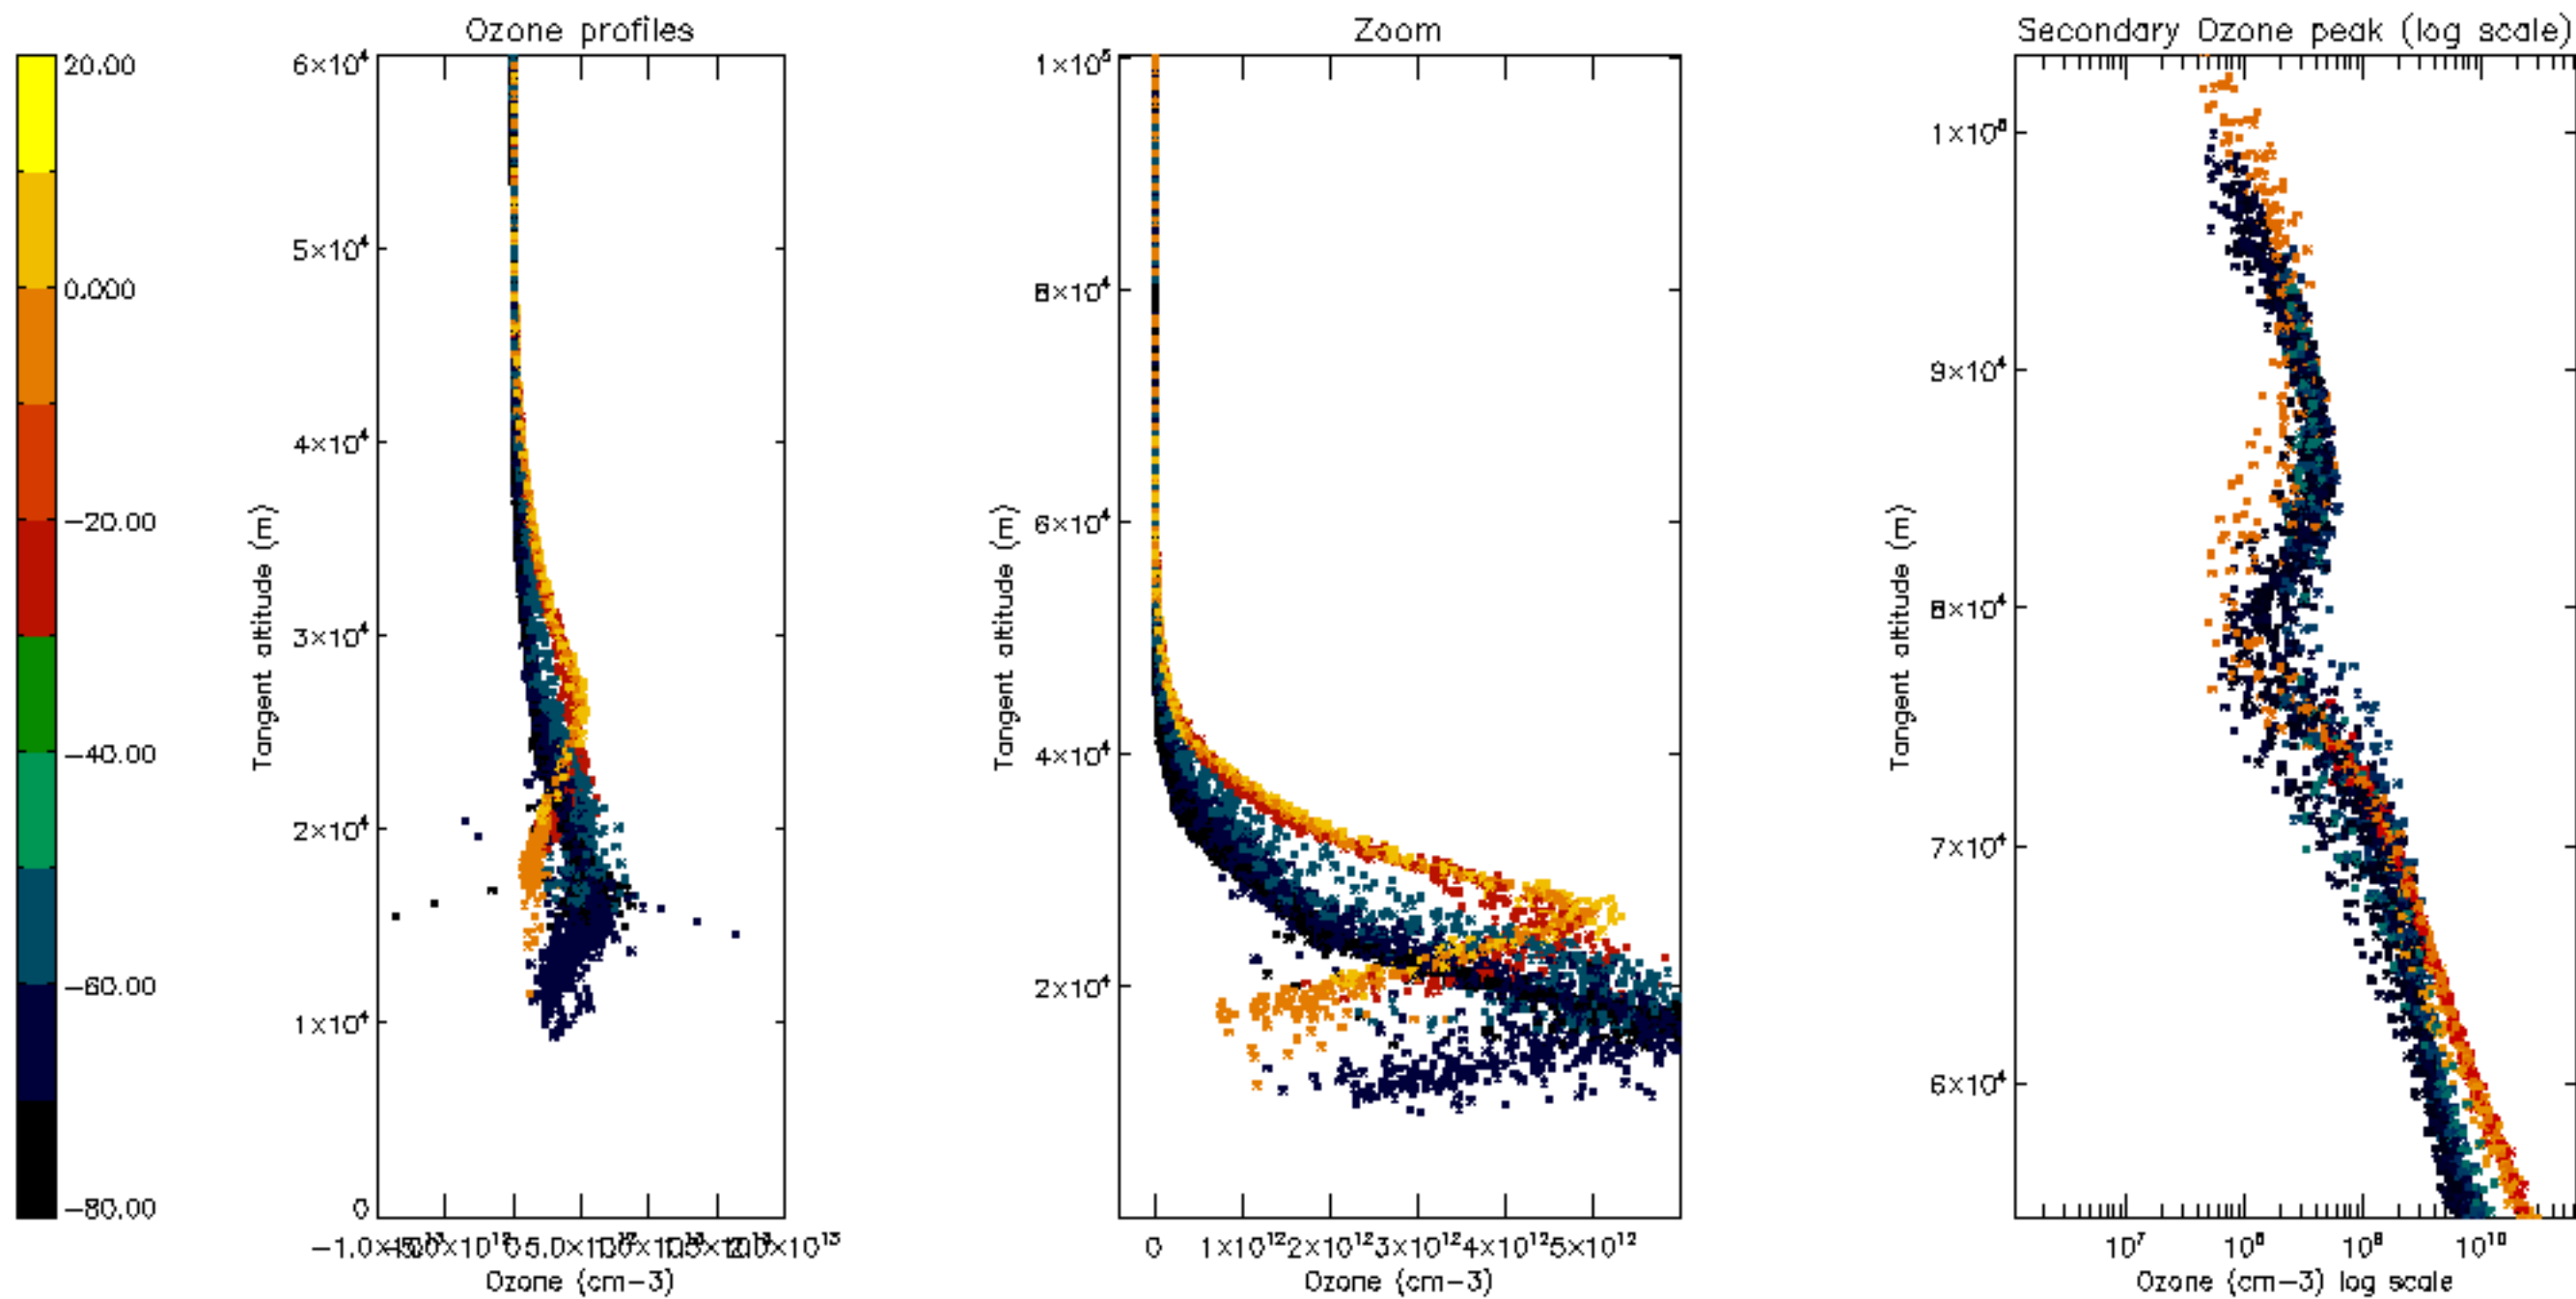 Ozone profiles
Zoom
Secondary Ozone peak (log scale)
20.00
0.000
-20.00
-40.00
-60.00
-80.00
6×10⁴
5×10⁴
4×10⁴
3×10⁴
2×10⁴
1×10⁴
0
Tangent altitude (m)
Ozone (cm-3)
1×10⁵
8×10⁴
6×10⁴
4×10⁴
2×10⁴
Tangent altitude (m)
0 1×10¹² 2×10¹² 3×10¹² 4×10¹² 5×10¹²
Ozone (cm-3)
9×10⁴
8×10⁴
7×10⁴
6×10⁴
Tangent altitude (m)
10⁷ 10⁸ 10⁹ 10¹⁰
Ozone (cm-3) log scale